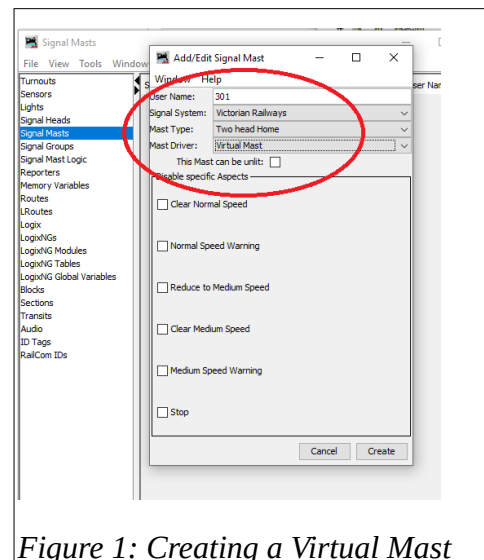 Signal Masts
File View Tools Window
Turnouts
Sensors
Lights
Signal Heads
Signal Masts
Signal Groups
Signal Mast Logic
Reporters
Memory Variables
Routes
LRoutes
Logix
LogixNGs
LogixNG Modules
LogixNG Tables
LogixNG Global Variables
Blocks
Sections
Transits
Audio
ID Tags
RailCom IDs
S
ser Nar
Add/Edit Signal Mast
Window Help
User Name: 301
Signal System: Victorian Railways
Mast Type: Two head Home
Mast Driver: Virtual Mast
This Mast can be unlit:
Disable specific Aspects
Clear Normal Speed
Normal Speed Warning
Reduce to Medium Speed
Clear Medium Speed
Medium Speed Warning
Stop
Cancel Create
Figure 1: Creating a Virtual Mast